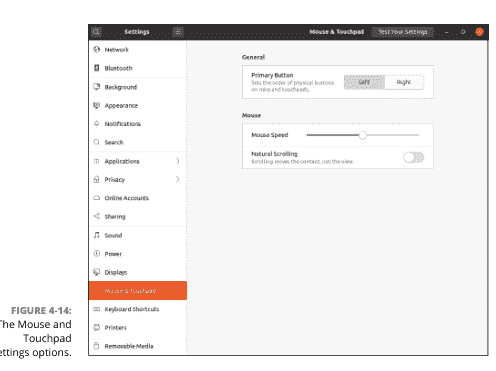 Settings
Mouse & Touchpad
Test Your Settings
Network
Bluetooth
Background
Appearance
Notifications
Search
Applications
Privacy
Online Accounts
Sharing
Sound
Power
Displays
Mouse & Touchpad
Keyboard Shortcuts
Printers
Removable Media
General
Primary Button
Sets the order of physical buttons
on mice and touchpads.
Left
Right
Mouse
Mouse Speed
Natural Scrolling
Scrolling moves the content, not the view.
FIGURE 4-14:
The Mouse and
Touchpad
ettings options.